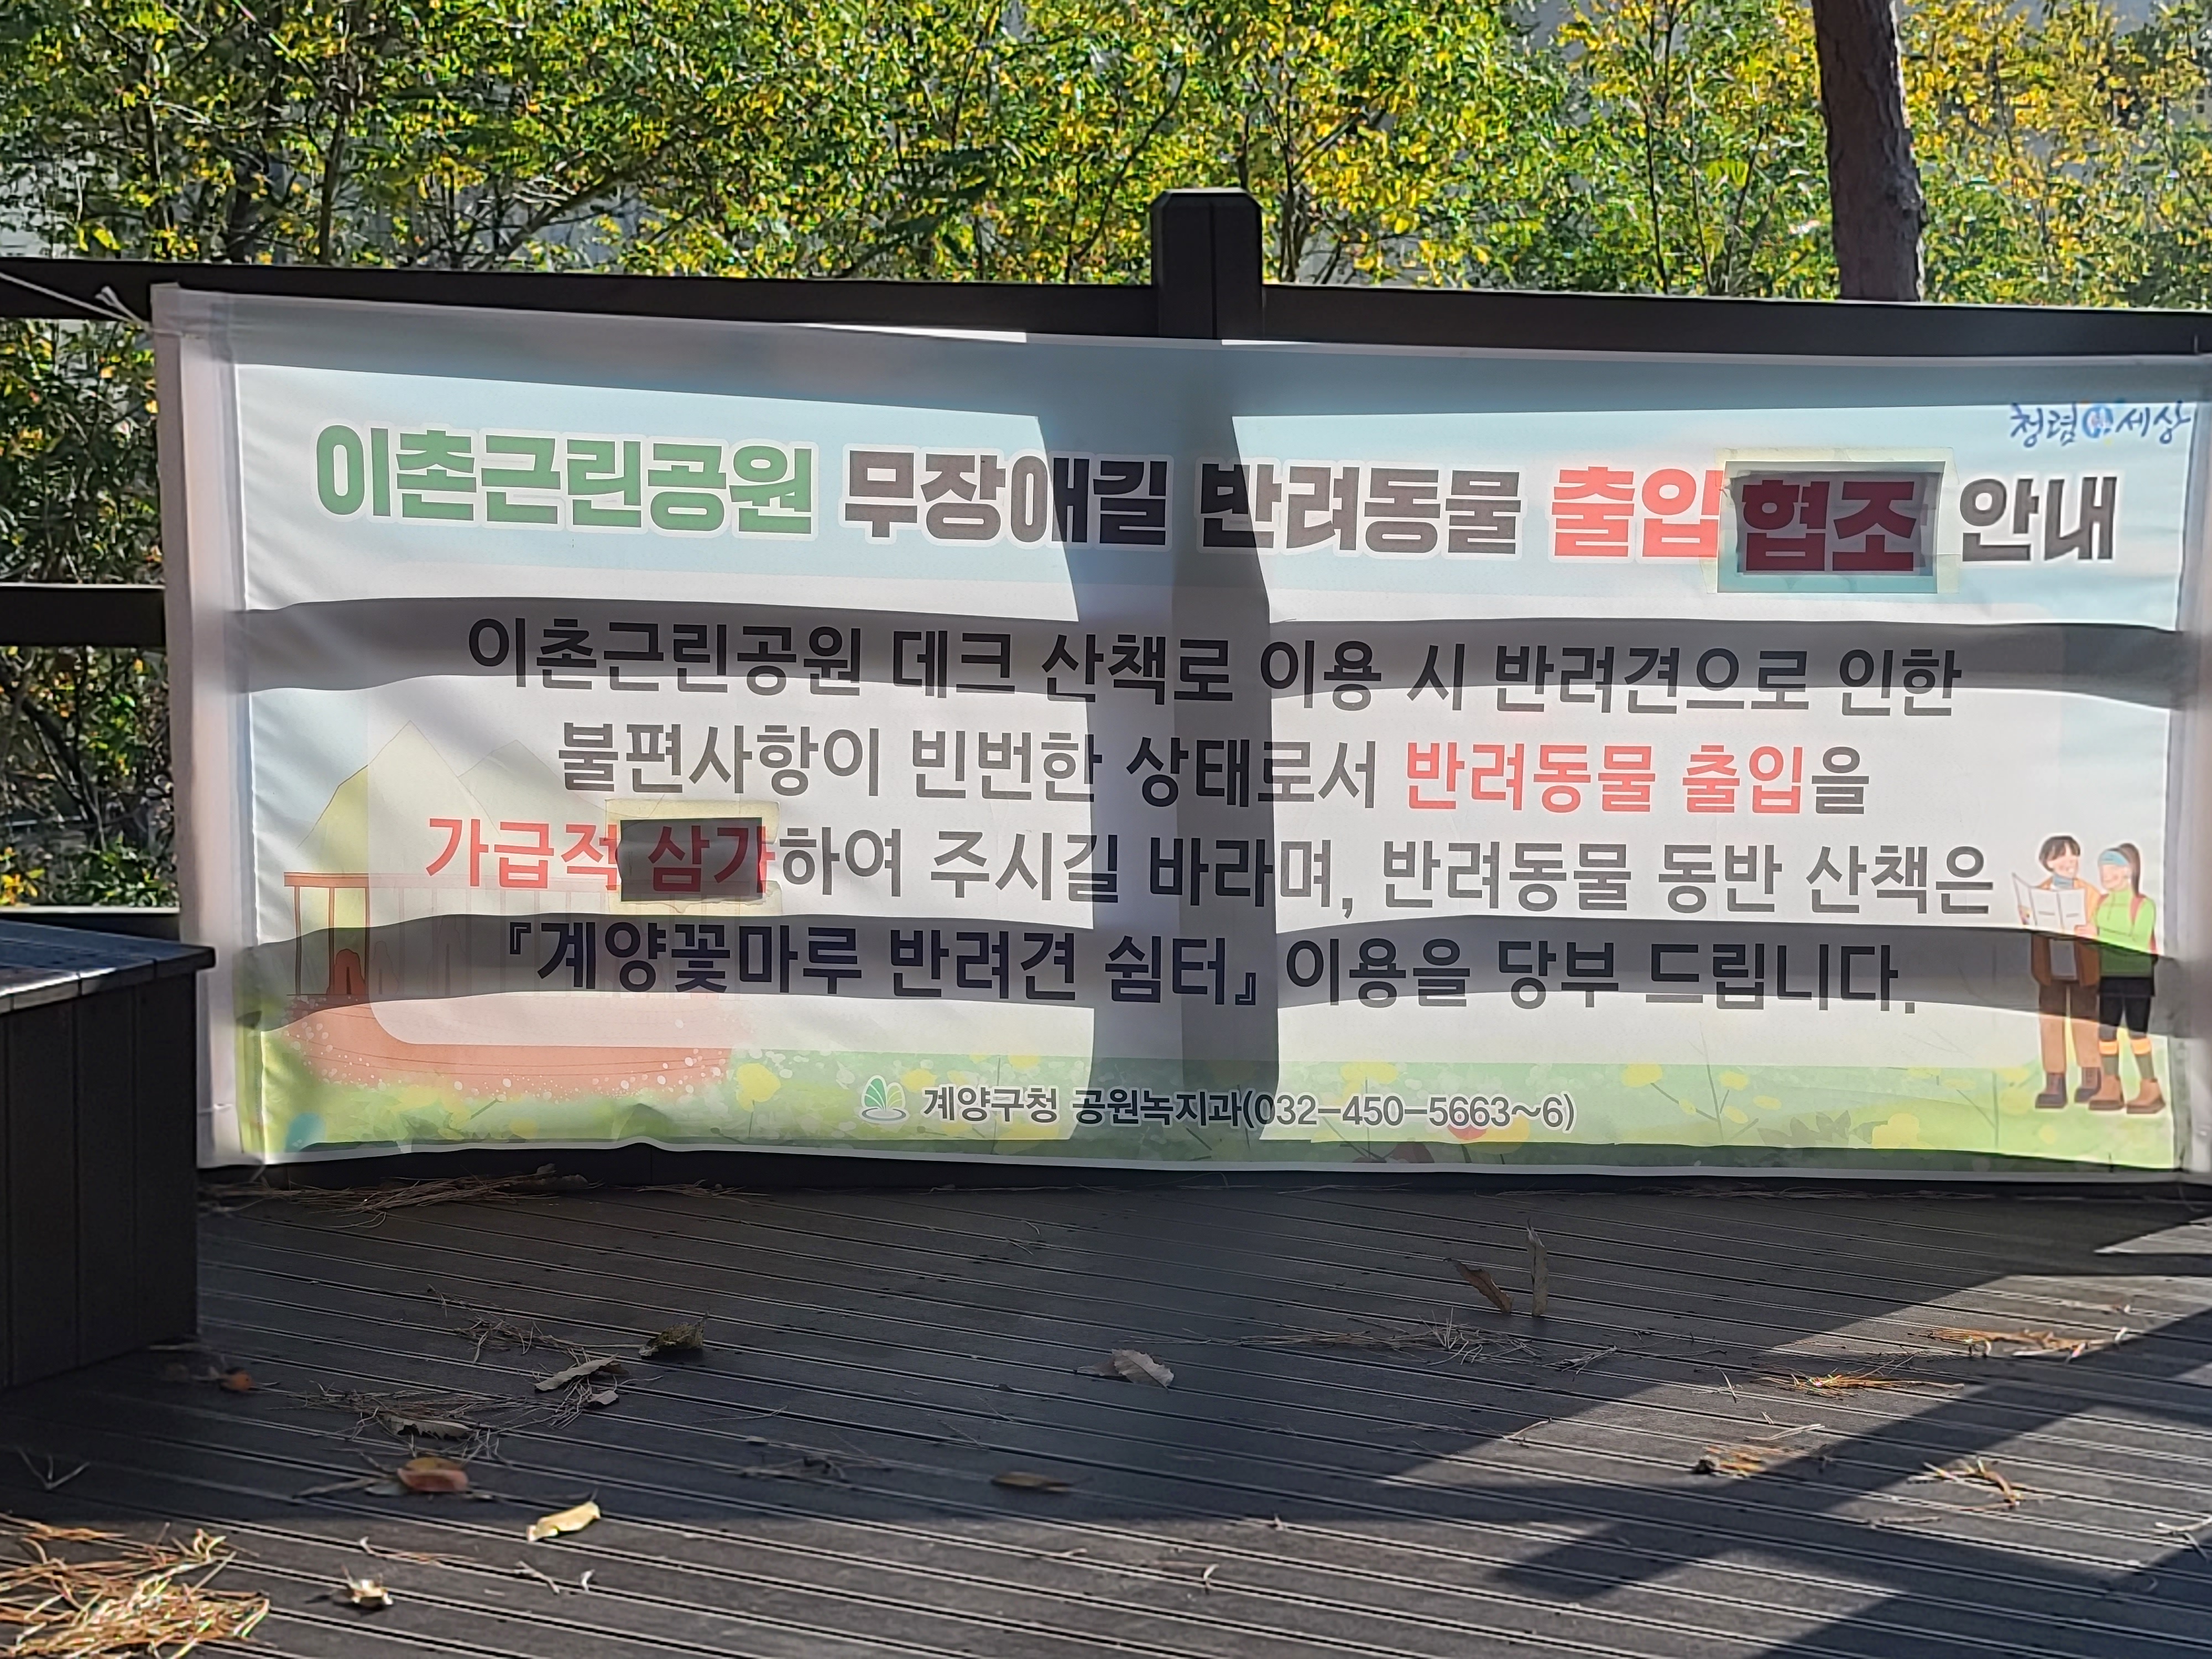 청렴인세상
이촌근린공원 무장애길 반려동물 출입협조 안내
이촌근린공원 데크 산책로 이용 시 반려견으로 인한
불편사항이 빈번한 상태로서 반려동물 출입을
가급적 삼가하여 주시길 바라며, 반려동물 동반 산책은
『계양꽃마루 반려견 쉼터』 이용을 당부 드립니다.
계양구청 공원녹지과(032-450-5663~6)